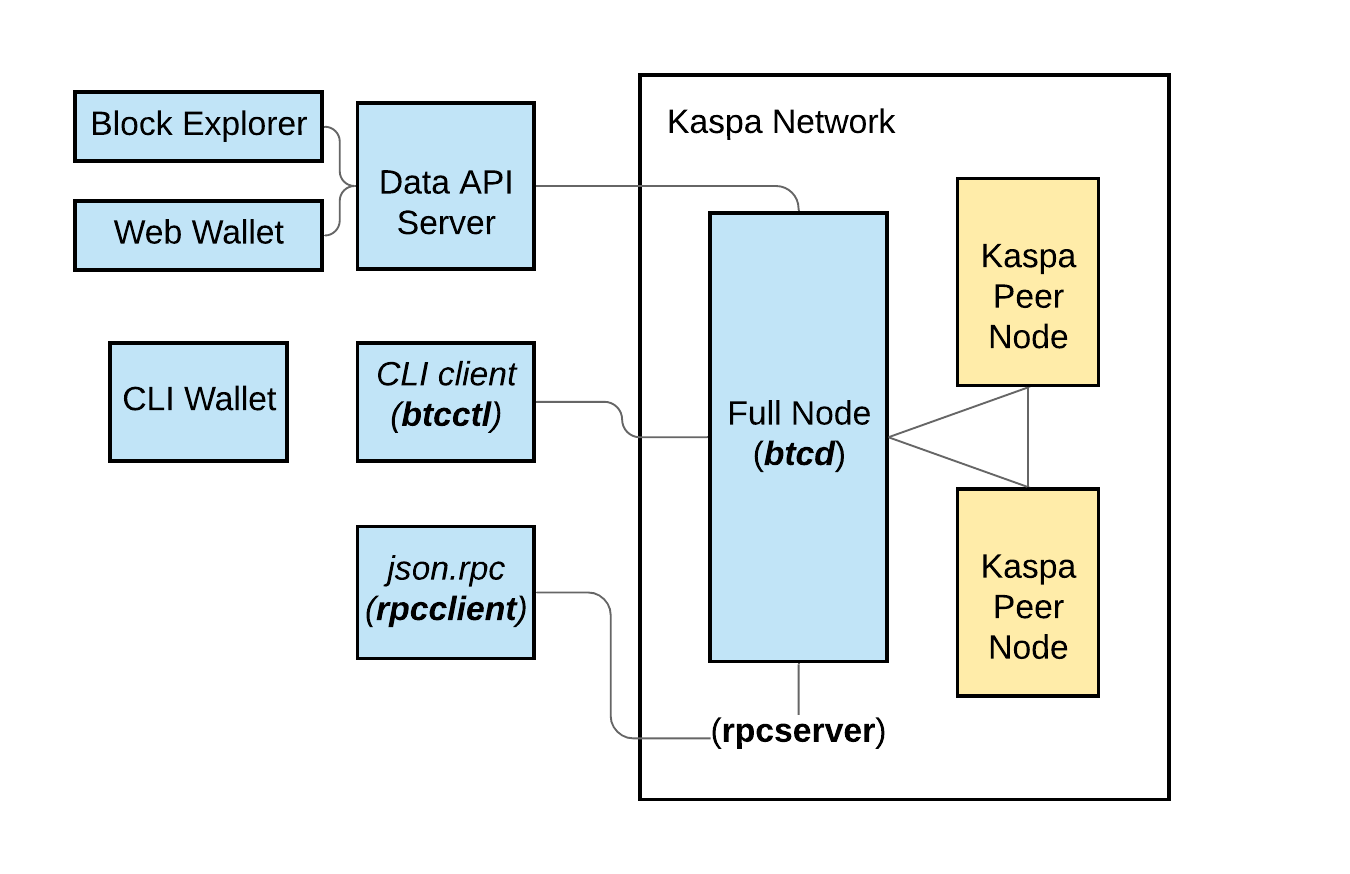 Block Explorer
Web Wallet
Data API
Server
Kaspa Network
CLI Wallet
CLI client
(btcctl)
json.rpc
(rpcclient)
Full Node
(btcd)
(rpcserver)
Kaspa
Peer
Node
Kaspa
Peer
Node